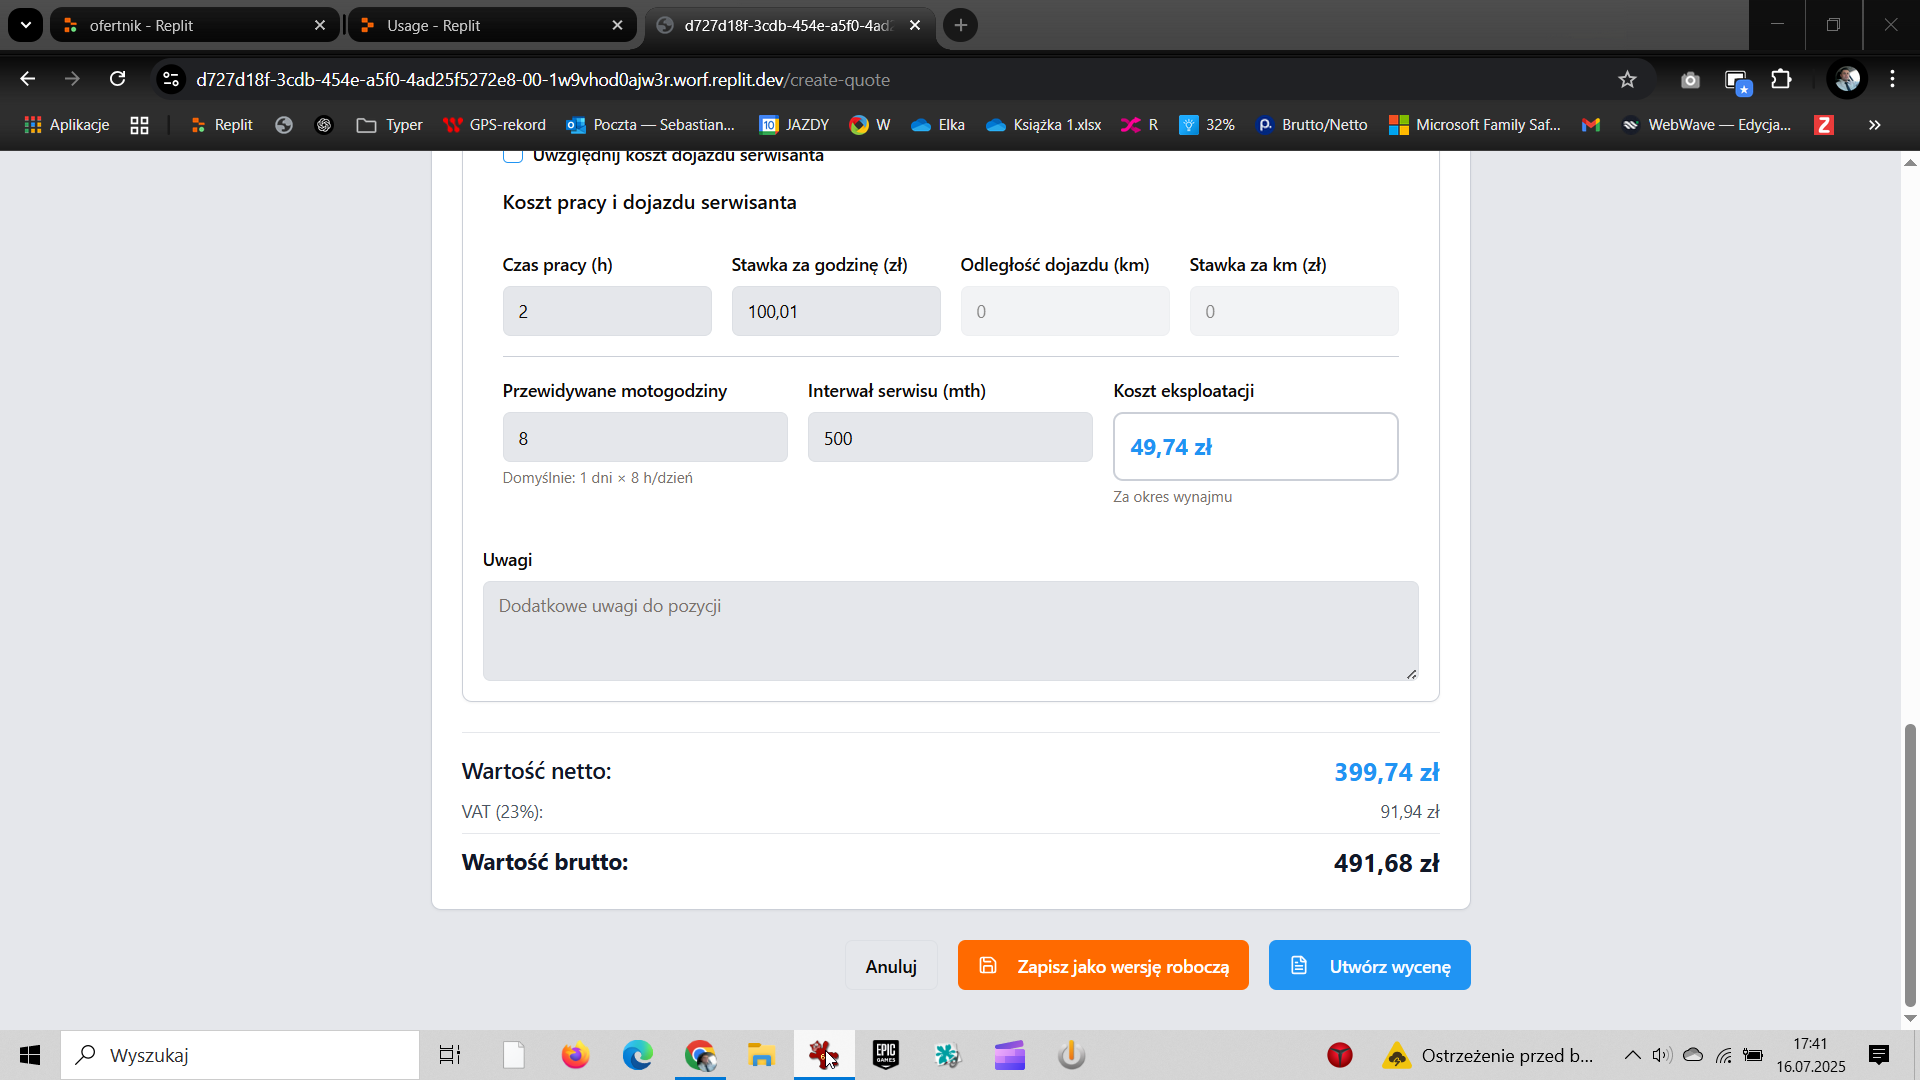 ofertnik - Replit
Usage - Replit
d727d18f-3cdb-454e-a5f0-4ad2
d727d18f-3cdb-454e-a5f0-4ad25f5272e8-00-1w9vhod0ajw3r.worf.replit.dev/create-quote
Aplikacje Replit Typer GPS-rekord Poczta — Sebastian... 10 JAZDY W Elka Książka 1.xlsx R 32% Brutto/Netto Microsoft Family Saf... WebWave — Edycja... Z »
Uwzględnij koszt dojazdu serwisanta
Koszt pracy i dojazdu serwisanta
Czas pracy (h) Stawka za godzinę (zł) Odległość dojazdu (km) Stawka za km (zł)
2 100,01 0 0
Przewidywane motogodziny Interwał serwisu (mth) Koszt eksploatacji
8 500 49,74 zł
Domyślnie: 1 dni × 8 h/dzień
Za okres wynajmu
Uwagi
Dodatkowe uwagi do pozycji
Wartość netto: 399,74 zł
VAT (23%): 91,94 zł
Wartość brutto: 491,68 zł
Anuluj Zapisz jako wersję roboczą Utwórz wycenę
Wyszukaj EPIC GAMES Ostrzeżenie przed b... 17:41
16.07.2025